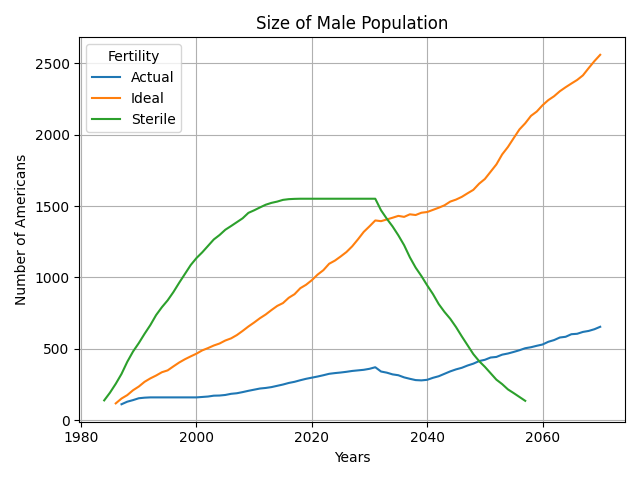 Size of Male Population
Fertility
Actual
Ideal
Sterile
Number of Americans
2500
2000
1500
1000
500
0
1980
2000
2020
2040
2060
Years